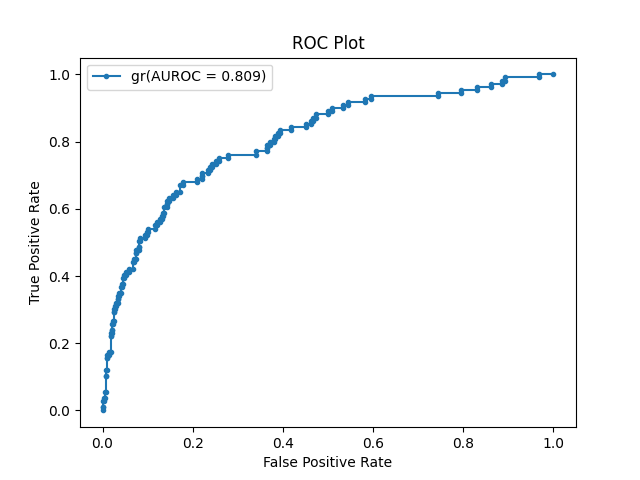 ROC Plot
gr(AUROC = 0.809)
1.0
0.8
0.6
0.4
0.2
0.0
True Positive Rate
0.0 0.2 0.4 0.6 0.8 1.0
False Positive Rate